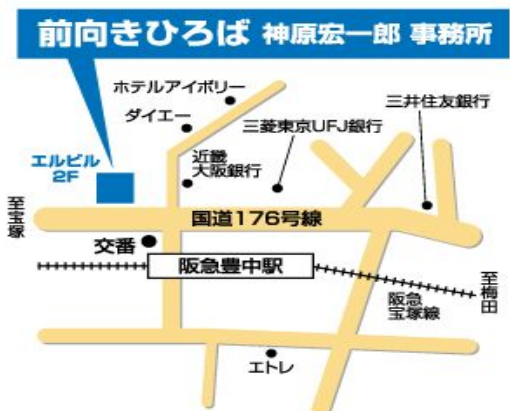 前向きひろば 神原宏一郎 事務所
ホテルアイボリー
ダイエー
三井住友銀行
三菱東京UFJ銀行
近畿
大阪銀行
エルビル
2F
至宝塚
国道176号線
交番
阪急豊中駅
至梅田
阪急
宝塚線
エトレ